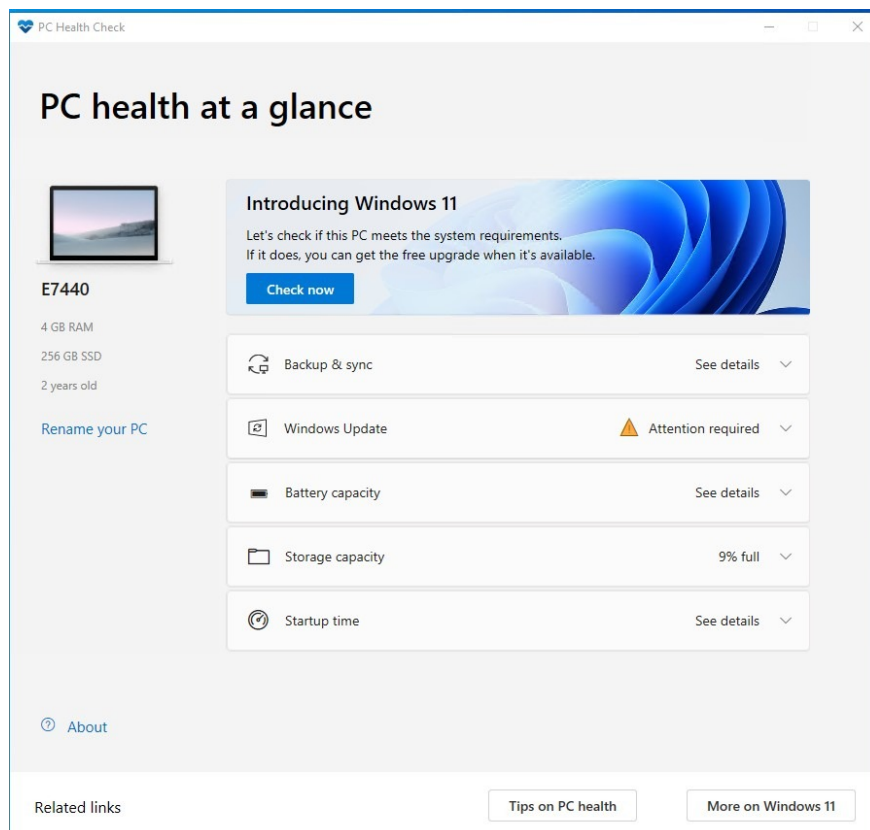 PC Health Check
PC health at a glance
E7440
4 GB RAM
256 GB SSD
2 years old
Rename your PC
Introducing Windows 11
Let's check if this PC meets the system requirements.
If it does, you can get the free upgrade when it's available.
Check now
Backup & sync See details
Windows Update Attention required
Battery capacity See details
Storage capacity 9% full
Startup time See details
About
Related links Tips on PC health More on Windows 11